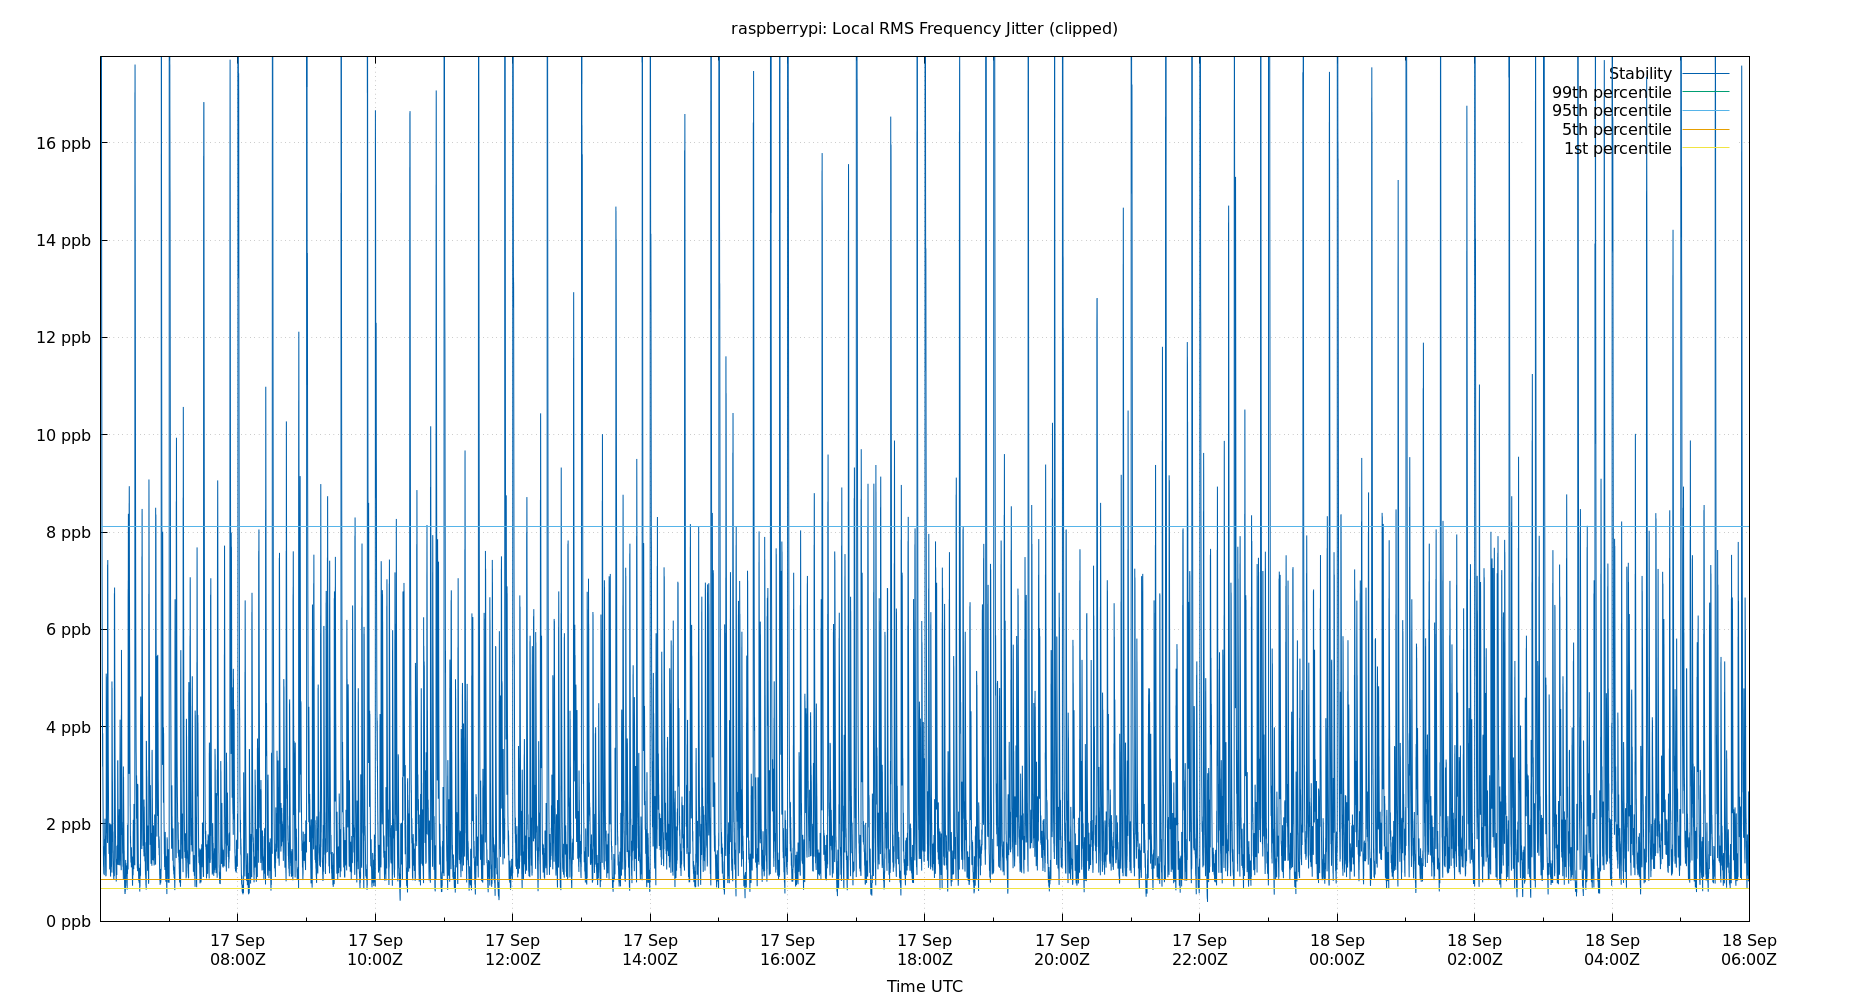 raspberrypi: Local RMS Frequency Jitter (clipped)
Stability
99th percentile
95th percentile
5th percentile
1st percentile
16 ppb
14 ppb
12 ppb
10 ppb
8 ppb
6 ppb
4 ppb
2 ppb
0 ppb
17 Sep 17 Sep 17 Sep 17 Sep 17 Sep 17 Sep 17 Sep 17 Sep 18 Sep 18 Sep 18 Sep 18 Sep
08:00Z 10:00Z 12:00Z 14:00Z 16:00Z 18:00Z 20:00Z 22:00Z 00:00Z 02:00Z 04:00Z 06:00Z
Time UTC